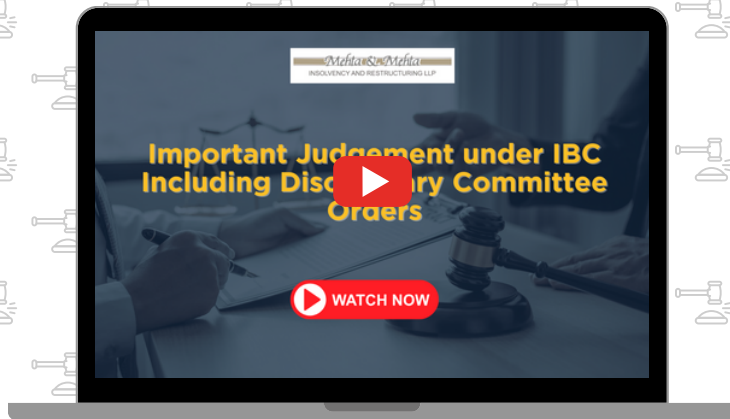 Mehta & Mehta
INSOLVENCY AND RESTRUCTURING LLP
Important Judgement under IBC
Including Committee
Orders
WATCH NOW